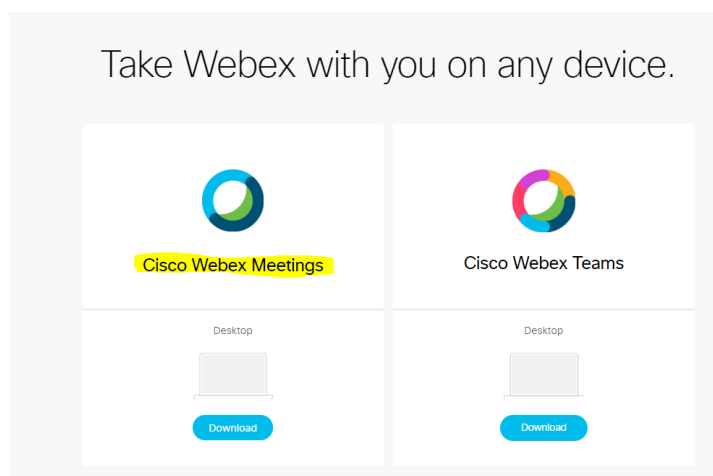 Take Webex with you on any device.
Cisco Webex Meetings
Cisco Webex Teams
Desktop
Desktop
Download
Download